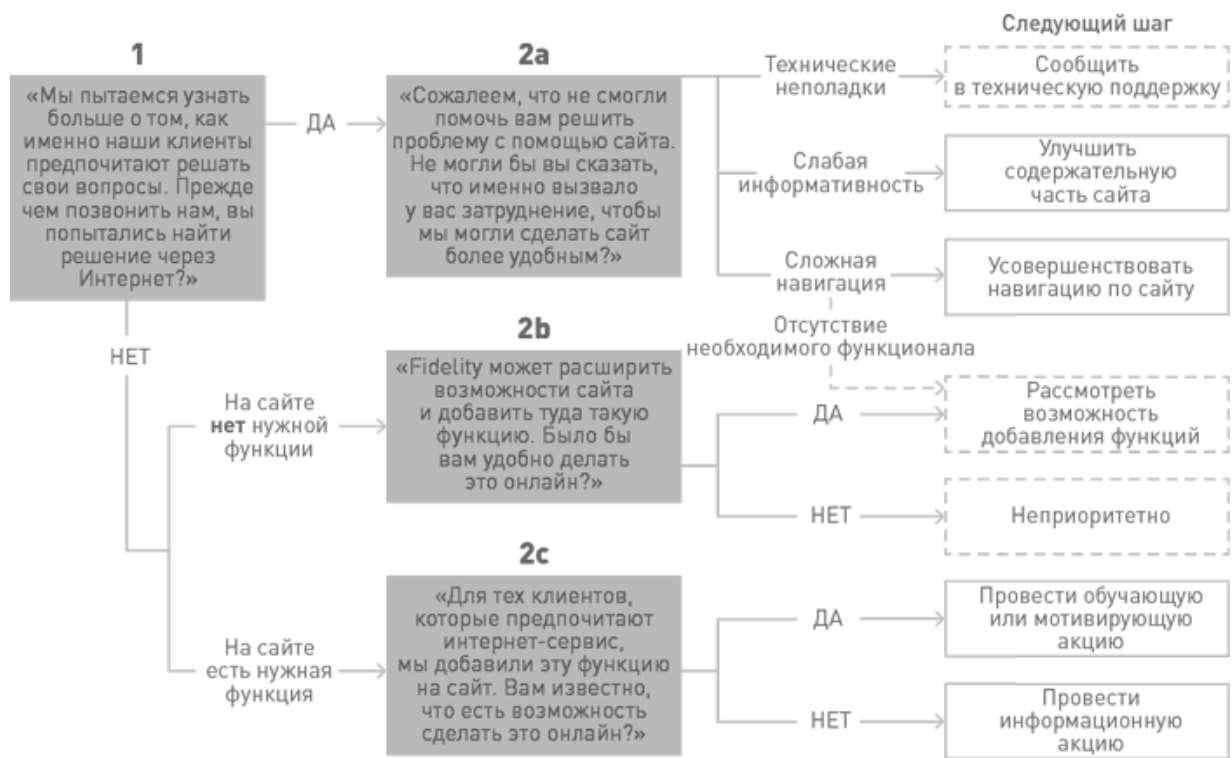 Следующий шаг
1
«Мы пытаемся узнать
больше о том, как
именно наши клиенты
предпочитают решать
свои вопросы. Прежде
чем позвонить нам, вы
попытались найти
решение через
Интернет?»
ДА
2a
«Сожалеем, что не смогли
помочь вам решить
проблему с помощью сайта.
Не могли бы вы сказать,
что именно вызвало
у вас затруднение, чтобы
мы могли сделать сайт
более удобным?»
Технические
неполадки
Сообщить
в техническую поддержку
Слабая
информативность
Улучшить
содержательную
часть сайта
Сложная
навигация
Усовершенствовать
навигацию по сайту
Отсутствие
необходимого функционала
НЕТ
На сайте
нет нужной
функции
2b
«Fidelity может расширить
возможности сайта
и добавить туда такую
функцию. Было бы
вам удобно делать
это онлайн?»
ДА
Рассмотреть
возможность
добавления функций
НЕТ
Неприоритетно
На сайте
есть нужная
функция
2c
«Для тех клиентов,
которые предпочитают
интернет-сервис,
мы добавили эту функцию
на сайт. Вам известно,
что есть возможность
сделать это онлайн?»
ДА
Провести обучающую
или мотивирующую
акцию
НЕТ
Провести
информационную
акцию